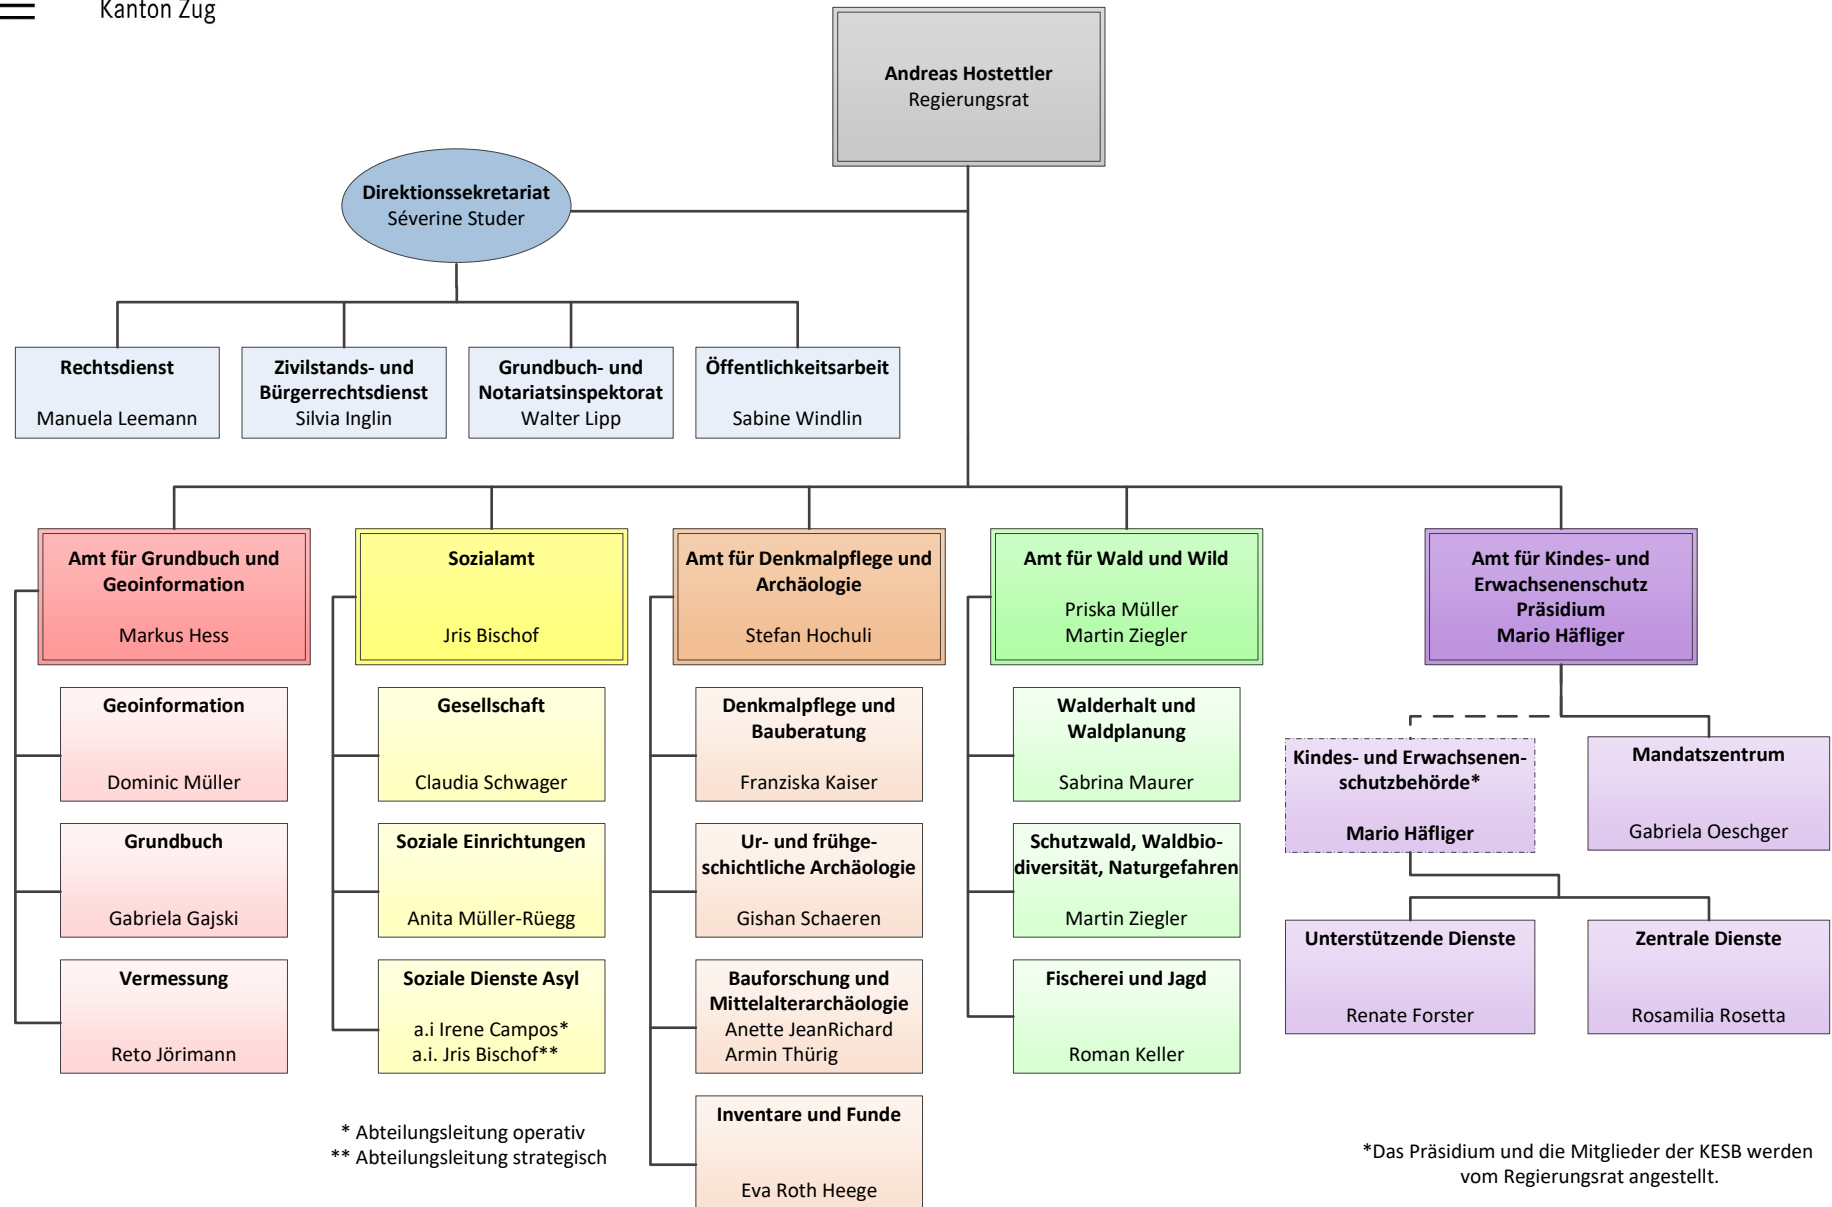 Kanton Zug
Andreas Hostettler
Regierungsrat
Direktionssekretariat
Séverine Studer
Rechtsdienst
Manuela Leemann
Zivilstands- und
Bürgerrechtsdienst
Silvia Inglin
Grundbuch- und
Notariatsinspektorat
Walter Lipp
Öffentlichkeitsarbeit
Sabine Windlin
Amt für Grundbuch und
Geoinformation
Markus Hess
Geoinformation
Dominic Müller
Grundbuch
Gabriela Gajski
Vermessung
Reto Jörimann
Sozialamt
Jris Bischof
Gesellschaft
Claudia Schwager
Soziale Einrichtungen
Anita Müller-Rüegg
Soziale Dienste Asyl
a.i Irene Campos*
a.i. Jris Bischof**
* Abteilungsleitung operativ
** Abteilungsleitung strategisch
Amt für Denkmalpflege und
Archäologie
Stefan Hochuli
Denkmalpflege und
Bauberatung
Franziska Kaiser
Ur- und frühge-
schichtliche Archäologie
Gishan Schaeren
Bauforschung und
Mittelalterarchäologie
Anette JeanRichard
Armin Thürig
Inventare und Funde
Eva Roth Heege
Amt für Wald und Wild
Priska Müller
Martin Ziegler
Walderhalt und
Waldplanung
Sabrina Maurer
Schutzwald, Waldbio-
diversität, Naturgefahren
Martin Ziegler
Fischerei und Jagd
Roman Keller
Amt für Kindes- und
Erwachsenenschutz
Präsidium
Mario Häfliger
Kindes- und Erwachsenen-
schutzbehörde*
Mario Häfliger
Mandatszentrum
Gabriela Oeschger
Unterstützende Dienste
Renate Forster
Zentrale Dienste
Rosamilia Rosetta
*Das Präsidium und die Mitglieder der KESB werden
vom Regierungsrat angestellt.